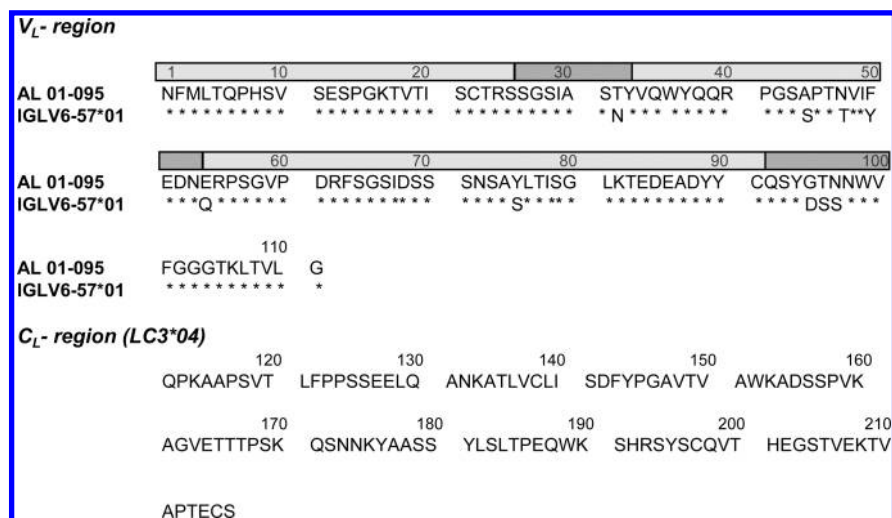 VL- region
1 10 20 30 40 50
AL 01-095 NFMLTQPHSV SESPGKTVTI SCTRSSGSIA STYVQWYQQR PGSAPTNVIF
IGLV6-57*01 * * * * * * * * * * * * * * * * * * * * * * * * * * * * * * * N * * * * * * * * * * * S * * T **Y
60 70 80 90 100
AL 01-095 EDNERPSGVP DRFSGSIDSS SNSAYLTISG LKTEDEADYY CQSYGTNNWV
IGLV6-57*01 * * * Q * * * * * * * * * * * * * * * * * * * * S * * * * * * * * * * * * * * * * * * * DSS * * *
110
AL 01-095 FGGGTKLTVL G
IGLV6-57*01 * * * * * * * * * * *
CL- region (LC3*04)
120 130 140 150 160
QPKAAPSVT LFPPSSEELQ ANKATLVCLI SDFYPGAVTV AWKADSSPVK
170 180 190 200 210
AGVETTTPSK QSNNKYAASS YLSLTPEQWK SHRSYSCQVT HEGSTVEKTV
APTECS